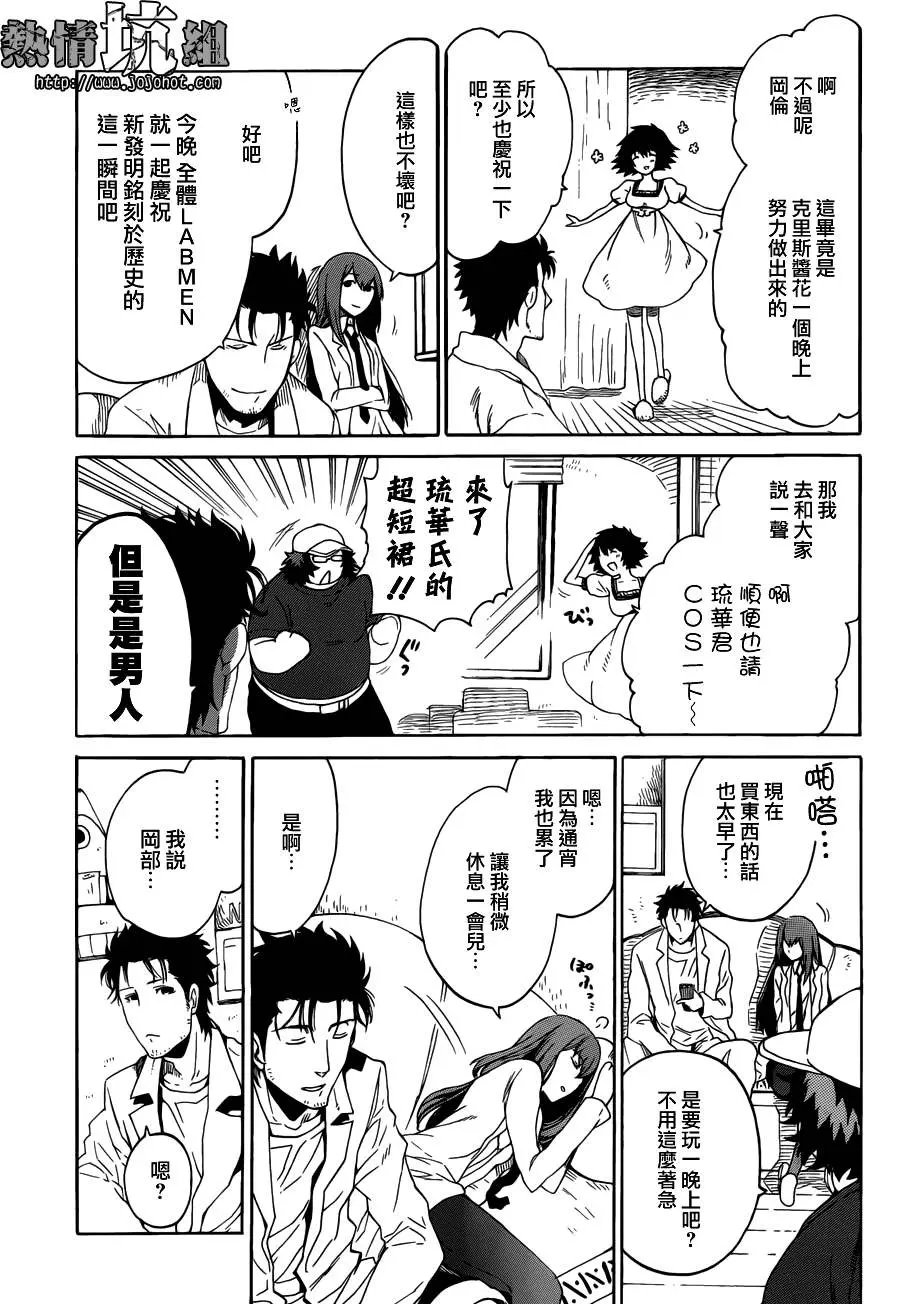 熱情坑組
http://www.jojohot.com
啊
不過呢
岡倫
這畢竟是
克里斯醬花一個晚上
努力做出來的
所以
至少也慶祝一下
吧?
這樣也不壞吧?
嗯
好吧
今晚全體LABMEN
就一起慶祝
新發明銘刻於歷史的
這一瞬間吧
那我
去和大家
說一聲
啊
順便也請
琉華君
COS一下~
びっ
來了
琉華氏的
超短裙!!
ぐっ
但是是男人
啪嗒…
現在
買東西的話
也太早了…
是要玩一晚上吧?
不用這麼著急
嗯…
因為通宵
我也累了
讓我稍微
休息一會兒…
ぽふっ…
是啊…
………
我說
岡部…
嗯?